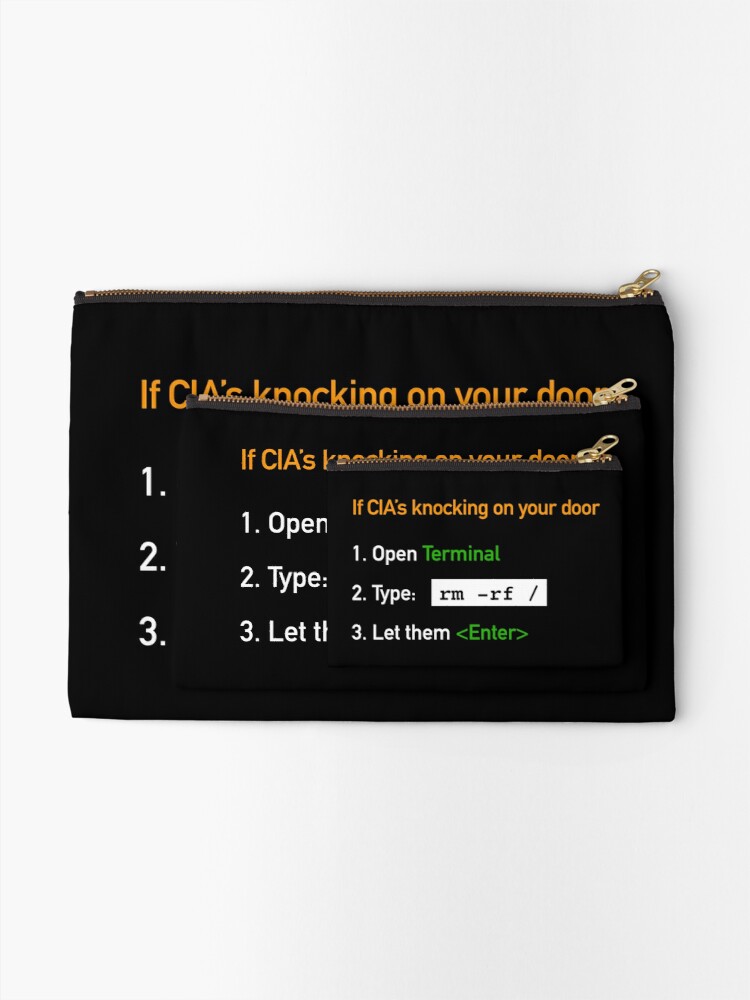 If CIA's knocking on your door
1.
2.
3.
If CIA's knocking on your door
1. Open
2. Type:
3. Let
If CIA's knocking on your door
1. Open Terminal
2. Type: rm -rf /
3. Let them <Enter>